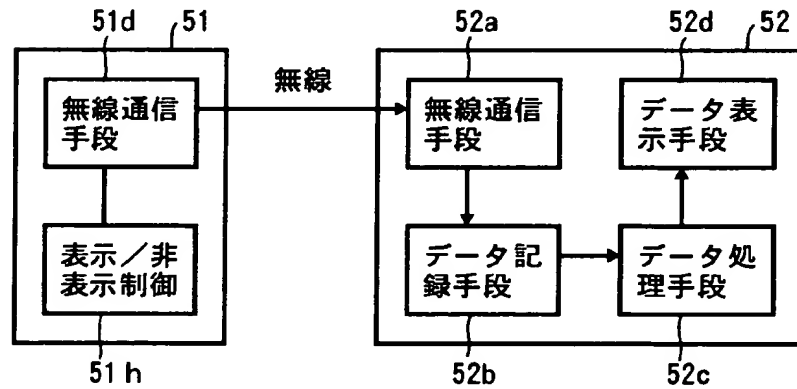 51d
51
52a
52d
52
無線通信
手段
無線
無線通信
手段
データ表
示手段
表示／非
表示制御
データ記
録手段
データ処
理手段
51h
52b
52c